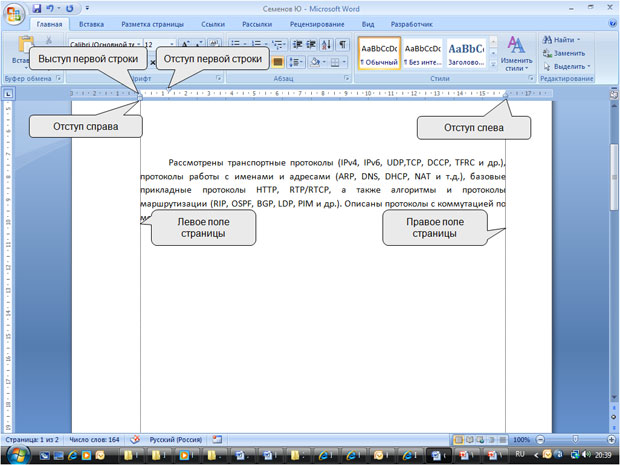 Семенов Ю - Microsoft Word
Главная Вставка Разметка страницы Ссылки Рассылки Рецензирование Вид Разработчик
Calibri (Основной те 12
AaBbCcDc AaBbCcDc AaBbCc
¶ Обычный ¶ Без инте... Заголово...
Изменить стили
Найти
Заменить
Выделить
Буфер обмена Шрифт Абзац Стили Редактирование
Выступ первой строки
Отступ первой строки
Отступ справа
Отступ слева
Рассмотрены транспортные протоколы (IPv4, IPv6, UDP,TCP, DCCP, TFRC и др.),
протоколы работы с именами и адресами (ARP, DNS, DHCP, NAT и т.д.), базовые
прикладные протоколы HTTP, RTP/RTCP, а также алгоритмы и протоколы
маршрутизации (RIP, OSPF, BGP, LDP, PIM и др.). Описаны протоколы с коммутацией по
Левое поле
страницы
Правое поле
страницы
Страница: 1 из 2 Число слов: 164 Русский (Россия) 100%
RU 20:39